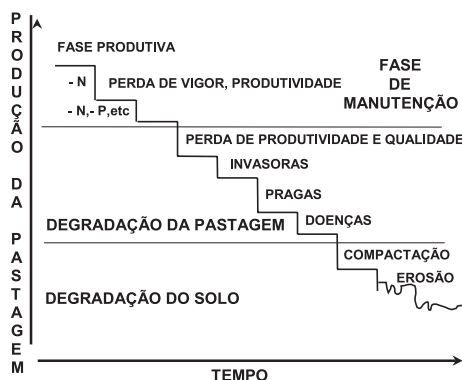 PRODUÇÃO DA PASTAGEM
FASE PRODUTIVA
- N
PERDA DE VIGOR, PRODUTIVIDADE
FASE
DE
MANUTENÇÃO
- N,- P,etc
PERDA DE PRODUTIVIDADE E QUALIDADE
INVASORAS
PRAGAS
DEGRADAÇÃO DA PASTAGEM
DOENÇAS
COMPACTAÇÃO
EROSÃO
DEGRADAÇÃO DO SOLO
TEMPO